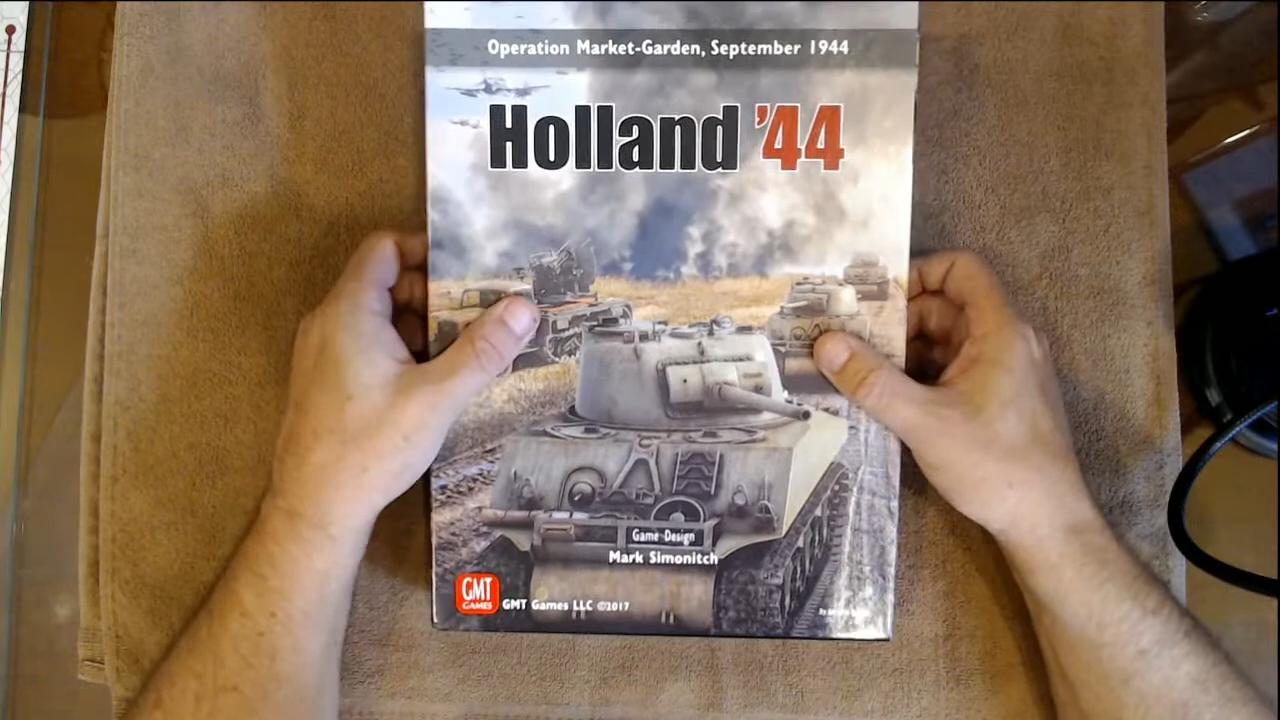 Operation Market-Garden, September 1944
Holland '44
Game Design
Mark Simonitch
GMT
GAMES
GMT Games LLC ©2017